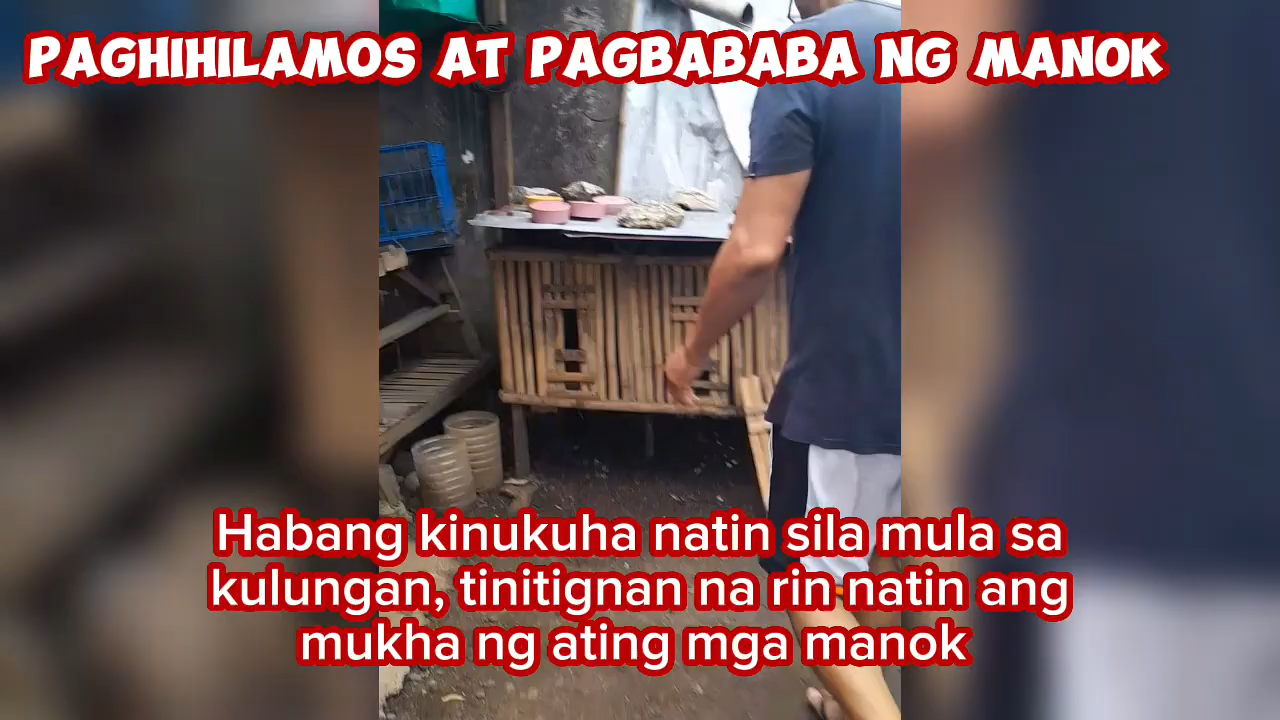 PAGHIHILAMOS AT PAGBABABA NG MANOK
Habang kinukuha natin sila mula sa
kulungan, tinitignan na rin natin ang
mukha ng ating mga manok